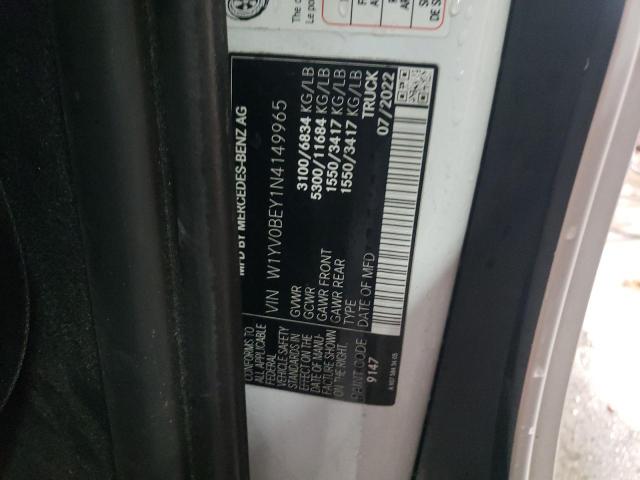 The c
Le po
MFD BY MERCEDES-BENZ AG
VIN W1YV0BEY1N4149965
GVWR 3100/6834 KG/LB
GCWR 5300/11684 KG/LB
GAWR FRONT 1550/3417 KG/LB
GAWR REAR 1550/3417 KG/LB
TYPE TRUCK
DATE OF MFD 07/2022
CONFORMS TO
ALL APPLICABLE
FEDERAL
VEHICLE SAFETY
STANDARDS IN
EFFECT ON THE
DATE OF MANU-
FACTURE SHOWN
ON THE RIGHT.
PAINT CODE
9147